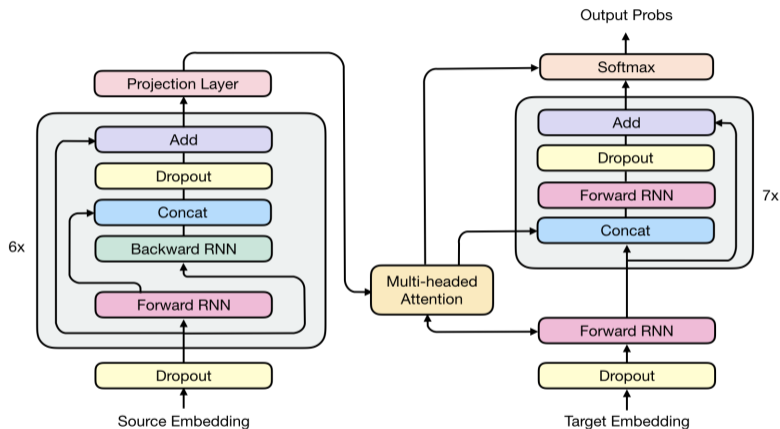 Output Probs
Projection Layer
Softmax
Add
Dropout
Concat
Backward RNN
Forward RNN
6x
Dropout
Source Embedding
Multi-headed
Attention
Add
Dropout
Forward RNN
Concat
7x
Forward RNN
Dropout
Target Embedding